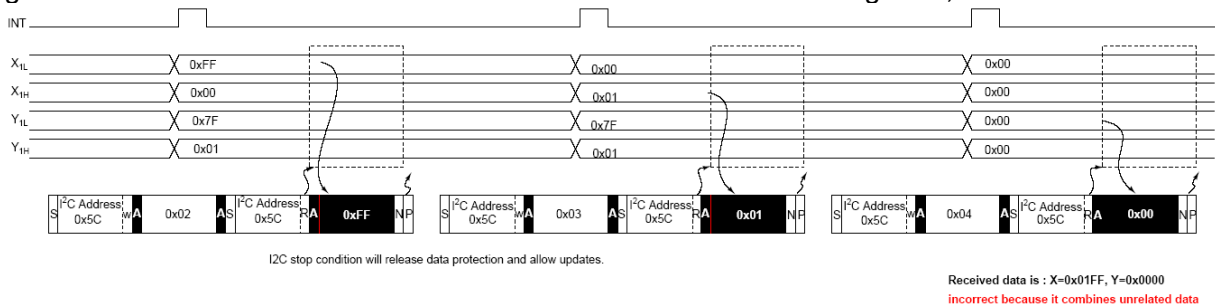 INT
X1L 0xFF 0x00 0x00
X1H 0x00 0x01 0x00
Y1L 0x7F 0x7F 0x00
Y1H 0x01 0x01 0x00
S I²C Address 0x5C w A 0x02 A S I²C Address 0x5C R A 0xFF N P S I²C Address 0x5C w A 0x03 A S I²C Address 0x5C R A 0x01 N P S I²C Address 0x5C w A 0x04 A S I²C Address 0x5C R A 0x00 N P
I2C stop condition will release data protection and allow updates.
Received data is : X=0x01FF, Y=0x0000
incorrect because it combines unrelated data